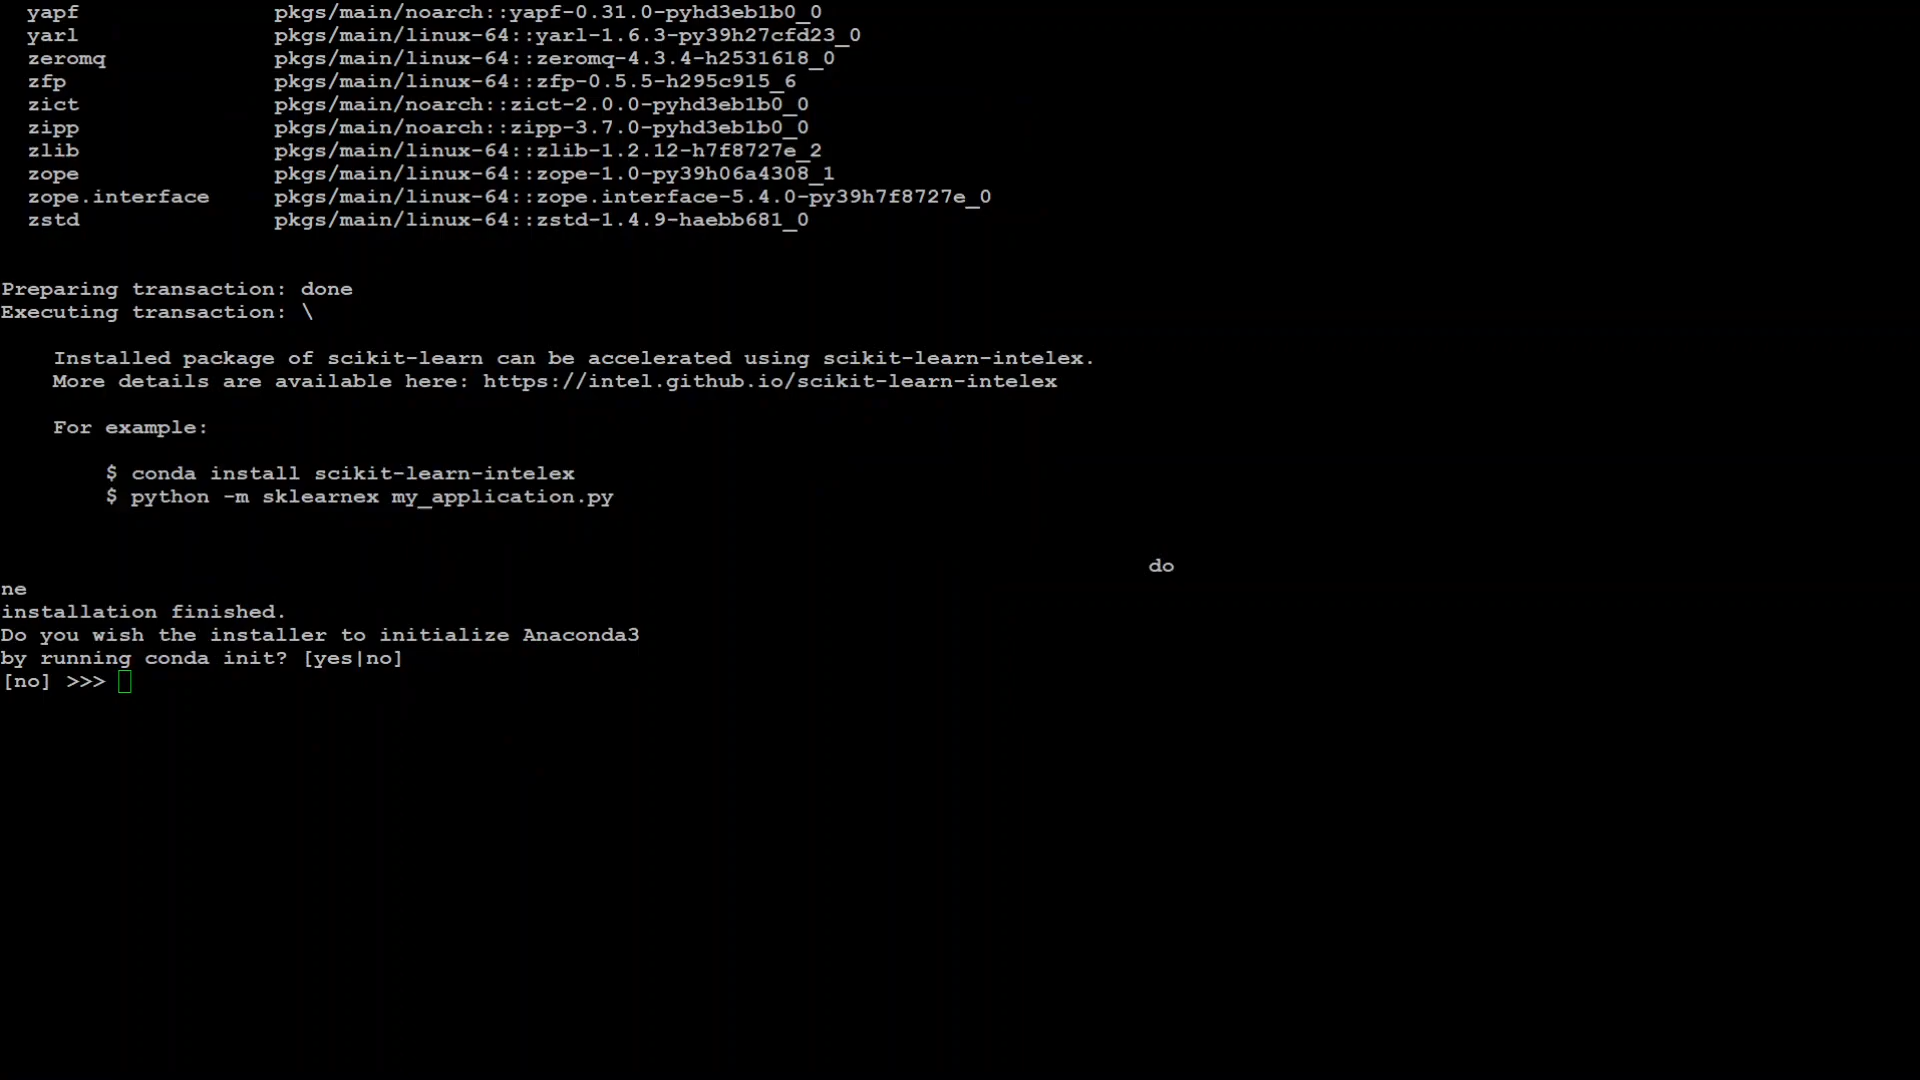 yapf pkgs/main/noarch::yapf-0.31.0-pyhd3eb1b0_0
yarl pkgs/main/linux-64::yarl-1.6.3-py39h27cfd23_0
zeromq pkgs/main/linux-64::zeromq-4.3.4-h2531618_0
zfp pkgs/main/linux-64::zfp-0.5.5-h295c915_6
zict pkgs/main/noarch::zict-2.0.0-pyhd3eb1b0_0
zipp pkgs/main/noarch::zipp-3.7.0-pyhd3eb1b0_0
zlib pkgs/main/linux-64::zlib-1.2.12-h7f8727e_2
zope pkgs/main/linux-64::zope-1.0-py39h06a4308_1
zope.interface pkgs/main/linux-64::zope.interface-5.4.0-py39h7f8727e_0
zstd pkgs/main/linux-64::zstd-1.4.9-haebb681_0
Preparing transaction: done
Executing transaction: \
Installed package of scikit-learn can be accelerated using scikit-learn-intelex.
More details are available here: https://intel.github.io/scikit-learn-intelex
For example:
$ conda install scikit-learn-intelex
$ python -m sklearnex my_application.py
do
ne
installation finished.
Do you wish the installer to initialize Anaconda3
by running conda init? [yes|no]
[no] >>>